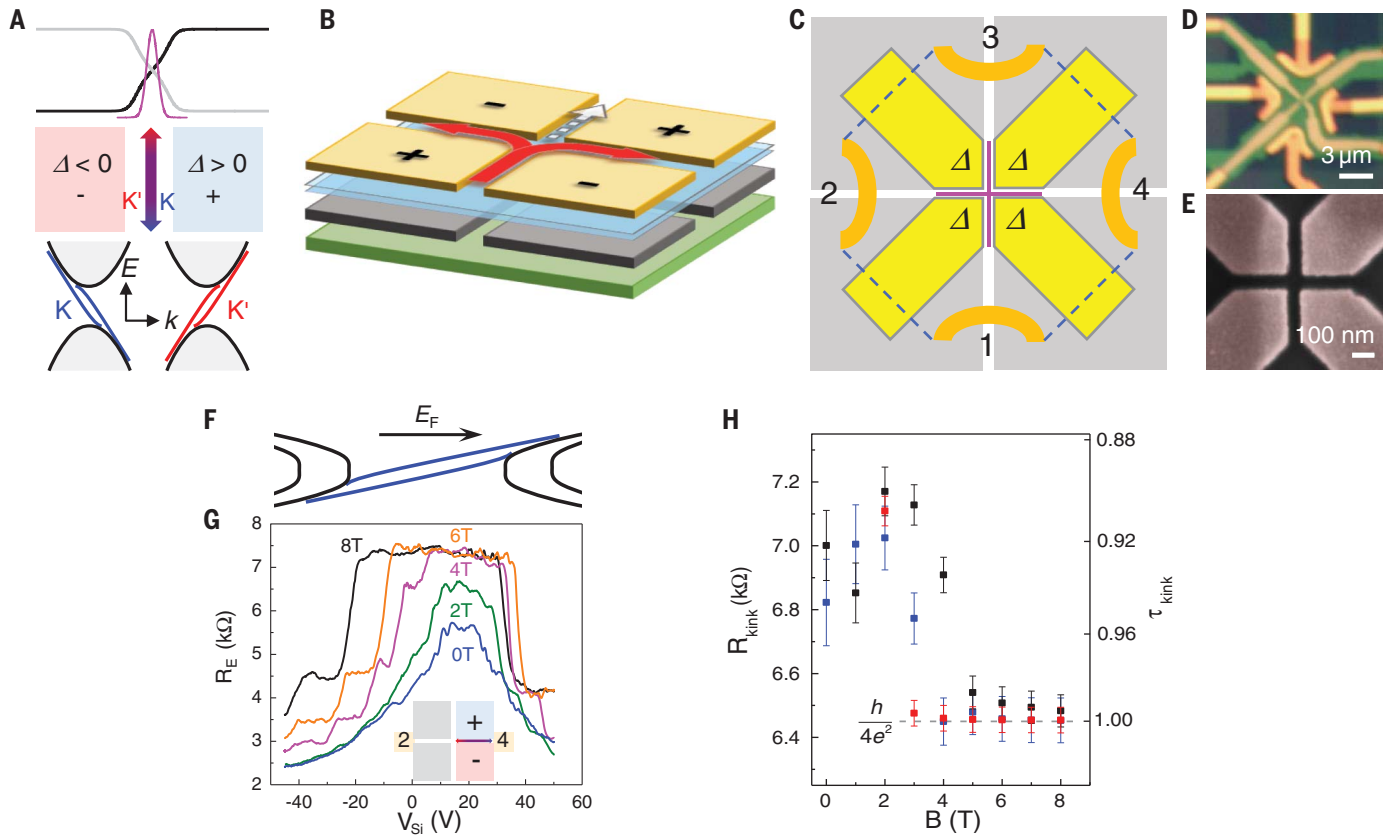 A
Δ < 0
-
Δ > 0
+
K'
K
E
k
K
K'
B
-
+
+
-
C
3
Δ
Δ
2
4
Δ
Δ
1
D
3 µm
E
100 nm
F
E_F
G
8
7
6
5
4
3
2
R_E (kΩ)
8T
6T
4T
2T
0T
2
+
4
-
-40
-20
0
20
40
60
V_Si (V)
H
7.2
7.0
6.8
6.6
6.4
R_kink (kΩ)
h
4e²
0.88
0.92
0.96
1.00
τ_kink
0
2
4
6
8
B (T)